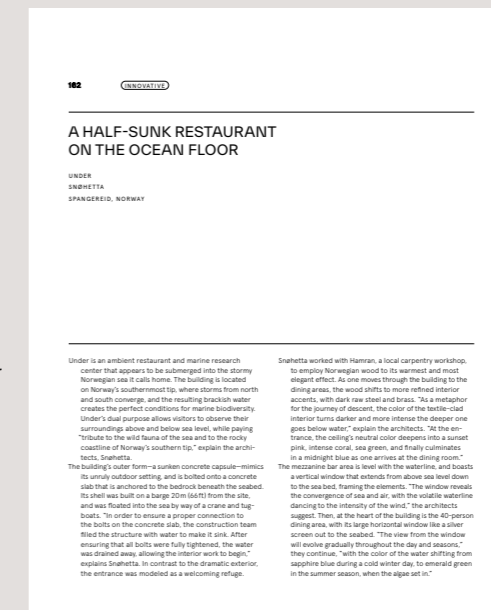 162 INNOVATIVE
A HALF-SUNK RESTAURANT
ON THE OCEAN FLOOR
UNDER
SNØHETTA
SPANGEREID, NORWAY
Under is an ambient restaurant and marine research
center that appears to be submerged into the stormy
Norwegian sea it calls home. The building is located
on Norway's southernmost tip, where storms from north
and south converge, and the resulting brackish water
creates the perfect conditions for marine biodiversity.
Under's dual purpose allows visitors to observe their
surroundings above and below sea level, while paying
"tribute to the wild fauna of the sea and to the rocky
coastline of Norway's southern tip," explain the archi-
tects, Snøhetta.
The building's outer form—a sunken concrete capsule—mimics
its unruly outdoor setting, and is bolted onto a concrete
slab that is anchored to the bedrock beneath the seabed.
Its shell was built on a barge 20 m (66 ft) from the site,
and was floated into the sea by way of a crane and tug-
boats. "In order to ensure a proper connection to
the bolts on the concrete slab, the construction team
filled the structure with water to make it sink. After
ensuring that all bolts were fully tightened, the water
was drained away, allowing the interior work to begin,"
explains Snøhetta. In contrast to the dramatic exterior,
the entrance was modeled as a welcoming refuge.
Snøhetta worked with Hamran, a local carpentry workshop,
to employ Norwegian wood to its warmest and most
elegant effect. As one moves through the building to the
dining areas, the wood shifts to more refined interior
accents, with dark raw steel and brass. "As a metaphor
for the journey of descent, the color of the textile-clad
interior turns darker and more intense the deeper one
goes below water," explain the architects. "At the en-
trance, the ceiling's neutral color deepens into a sunset
pink, intense coral, sea green, and finally culminates
in a midnight blue as one arrives at the dining room."
The mezzanine bar area is level with the waterline, and boasts
a vertical window that extends from above sea level down
to the sea bed, framing the elements. "The window reveals
the convergence of sea and air, with the volatile waterline
dancing to the intensity of the wind," the architects
suggest. Then, at the heart of the building is the 40-person
dining area, with its large horizontal window like a silver
screen out to the seabed. "The view from the window
will evolve gradually throughout the day and seasons,"
they continue, "with the color of the water shifting from
sapphire blue during a cold winter day, to emerald green
in the summer season, when the algae set in."